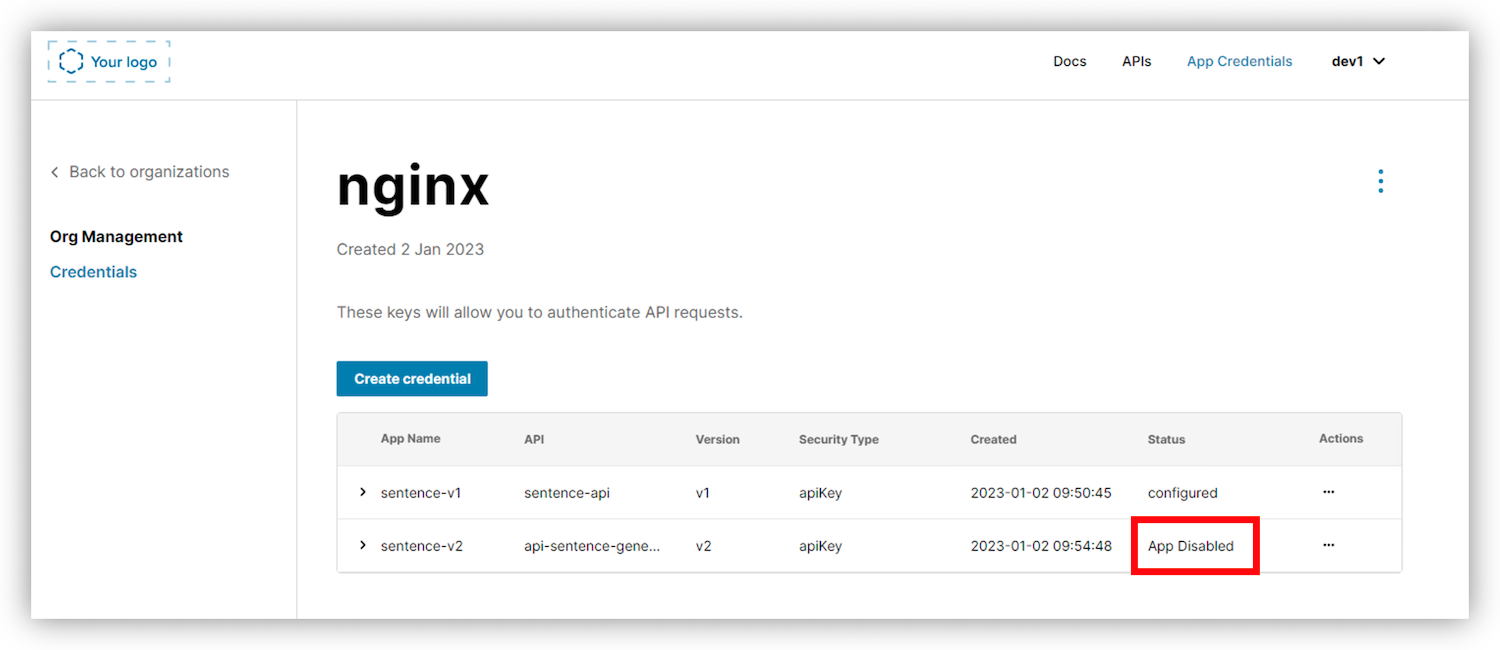 Your logo
Docs APIs App Credentials dev1
Back to organizations
Org Management
Credentials
nginx
Created 2 Jan 2023
These keys will allow you to authenticate API requests.
Create credential
App Name API Version Security Type Created Status Actions
sentence-v1 sentence-api v1 apiKey 2023-01-02 09:50:45 configured ...
sentence-v2 api-sentence-gene... v2 apiKey 2023-01-02 09:54:48 App Disabled ...